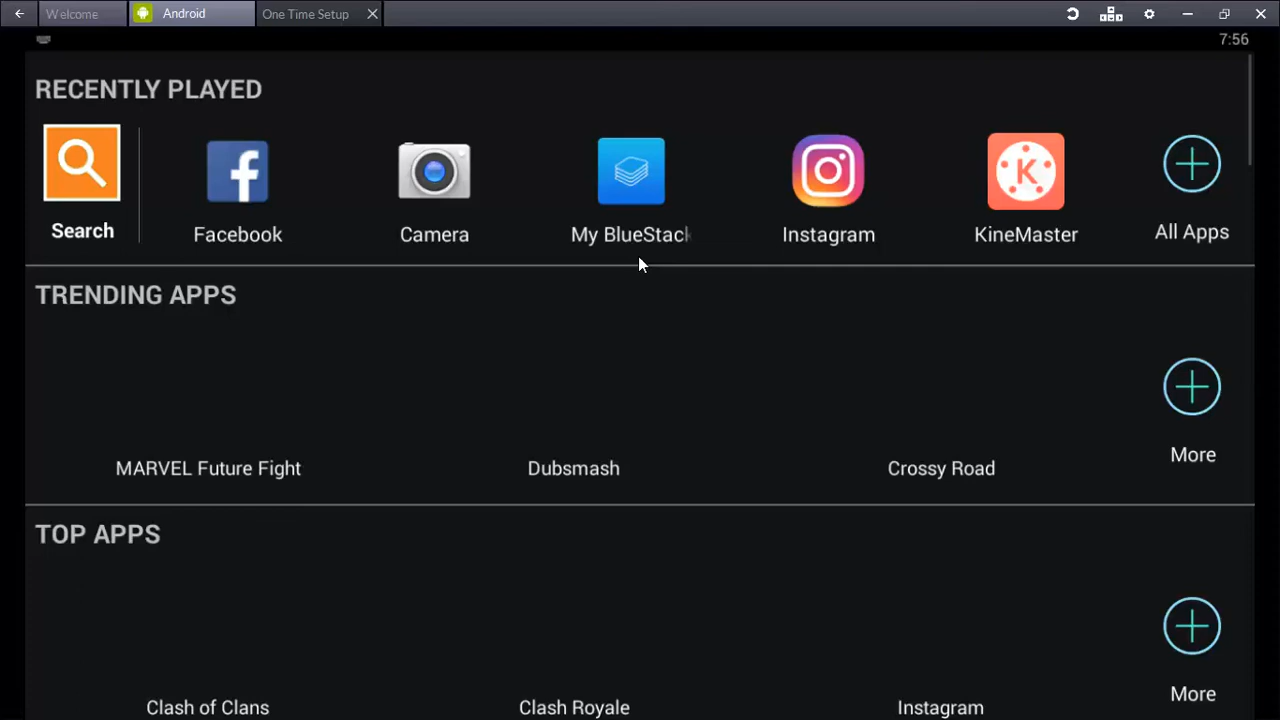 Welcome
Android
One Time Setup
7:56
RECENTLY PLAYED
Search
Facebook
Camera
My BlueStack
Instagram
KineMaster
All Apps
TRENDING APPS
MARVEL Future Fight
Dubsmash
Crossy Road
More
TOP APPS
Clash of Clans
Clash Royale
Instagram
More